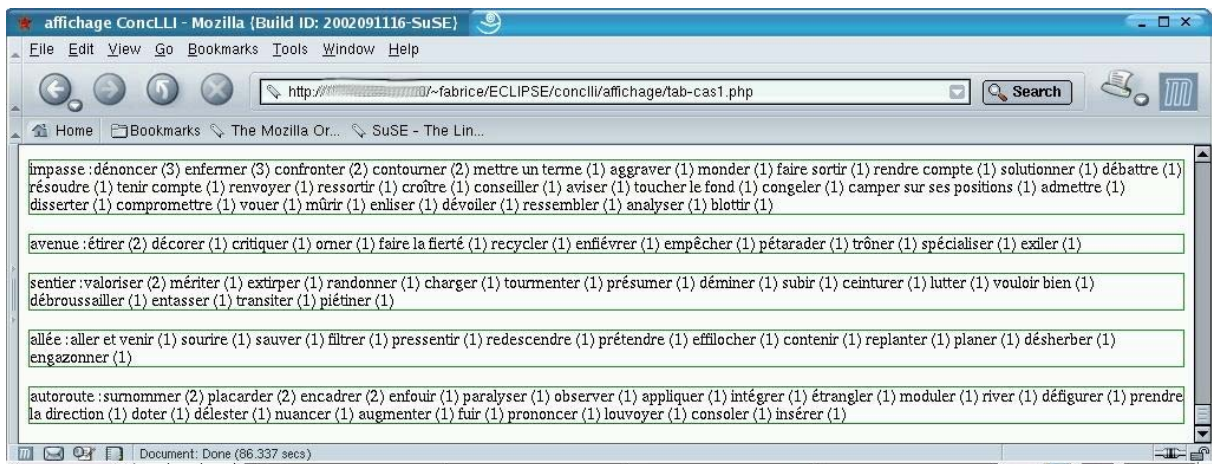 affichage ConcLLI - Mozilla {Build ID: 2002091116-SuSE}
File Edit View Go Bookmarks Tools Window Help
http:// /~fabrice/ECLIPSE/conclli/affichage/tab-cas1.php Search
Home Bookmarks The Mozilla Or... SuSE - The Lin...
impasse :dénoncer (3) enfermer (3) confronter (2) contourner (2) mettre un terme (1) aggraver (1) monder (1) faire sortir (1) rendre compte (1) solutionner (1) débattre (1)
résoudre (1) tenir compte (1) renvoyer (1) ressortir (1) croître (1) conseiller (1) aviser (1) toucher le fond (1) congeler (1) camper sur ses positions (1) admettre (1)
disserter (1) compromettre (1) vouer (1) mûrir (1) enliser (1) dévoiler (1) ressembler (1) analyser (1) blottir (1)
avenue :étirer (2) décorer (1) critiquer (1) orner (1) faire la fierté (1) recycler (1) enfiévrer (1) empêcher (1) pétarader (1) trôner (1) spécialiser (1) exiler (1)
sentier :valoriser (2) mériter (1) extirper (1) randonner (1) charger (1) tourmenter (1) présumer (1) déminer (1) subir (1) ceinturer (1) lutter (1) vouloir bien (1)
débroussailler (1) entasser (1) transiter (1) piétiner (1)
allée :aller et venir (1) sourire (1) sauver (1) filtrer (1) pressentir (1) redescendre (1) prétendre (1) effilocher (1) contenir (1) replanter (1) planer (1) désherber (1)
engazonner (1)
autoroute :surnommer (2) placarder (2) encadrer (2) enfouir (1) paralyser (1) observer (1) appliquer (1) intégrer (1) étrangler (1) moduler (1) river (1) défigurer (1) prendre
la direction (1) doter (1) délester (1) nuancer (1) augmenter (1) fuir (1) prononcer (1) louvoyer (1) consoler (1) insérer (1)
Document: Done (86.337 secs)